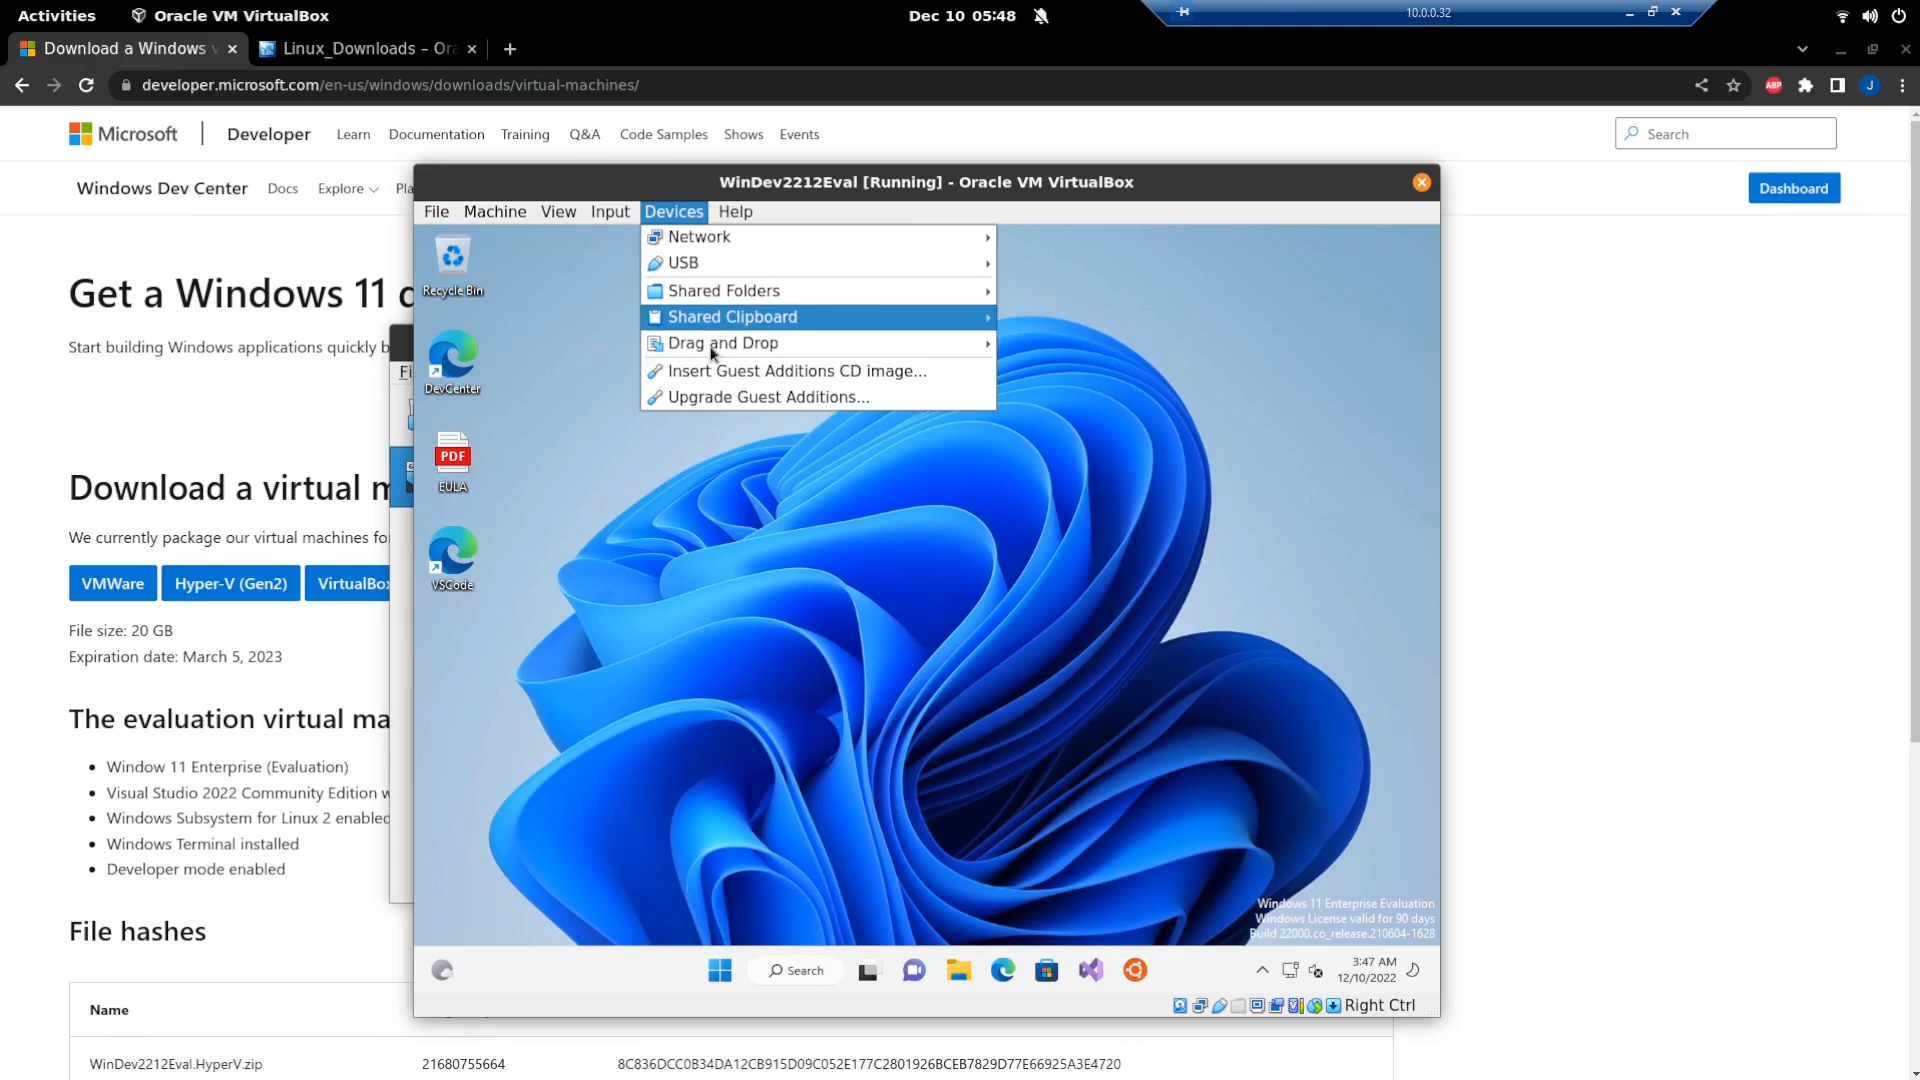 Activities
Oracle VM VirtualBox
Dec 10 05:48
10.0.0.32
Download a Windows v
Linux_Downloads – Ora
developer.microsoft.com/en-us/windows/downloads/virtual-machines/
ABP
J
Microsoft
Developer
Learn
Documentation
Training
Q&A
Code Samples
Shows
Events
Search
Windows Dev Center
Docs
Explore
Pla
Dashboard
WinDev2212Eval [Running] - Oracle VM VirtualBox
File
Machine
View
Input
Devices
Help
Network
USB
Shared Folders
Shared Clipboard
Drag and Drop
Insert Guest Additions CD image...
Upgrade Guest Additions...
Recycle Bin
DevCenter
PDF
EULA
VSCode
Get a Windows 11 d
Start building Windows applications quickly b
Fi
Download a virtual m
We currently package our virtual machines fo
VMWare
Hyper-V (Gen2)
VirtualBox
File size: 20 GB
Expiration date: March 5, 2023
The evaluation virtual ma
Window 11 Enterprise (Evaluation)
Visual Studio 2022 Community Edition w
Windows Subsystem for Linux 2 enabled
Windows Terminal installed
Developer mode enabled
File hashes
Windows 11 Enterprise Evaluation
Windows License valid for 90 days
Build 22000.co_release.210604-1628
Search
3:47 AM
12/10/2022
Right Ctrl
Name
WinDev2212Eval.HyperV.zip
21680755664
8C836DCC0B34DA12CB915D09C052E177C2801926BCEB7829D77E66925A3E4720